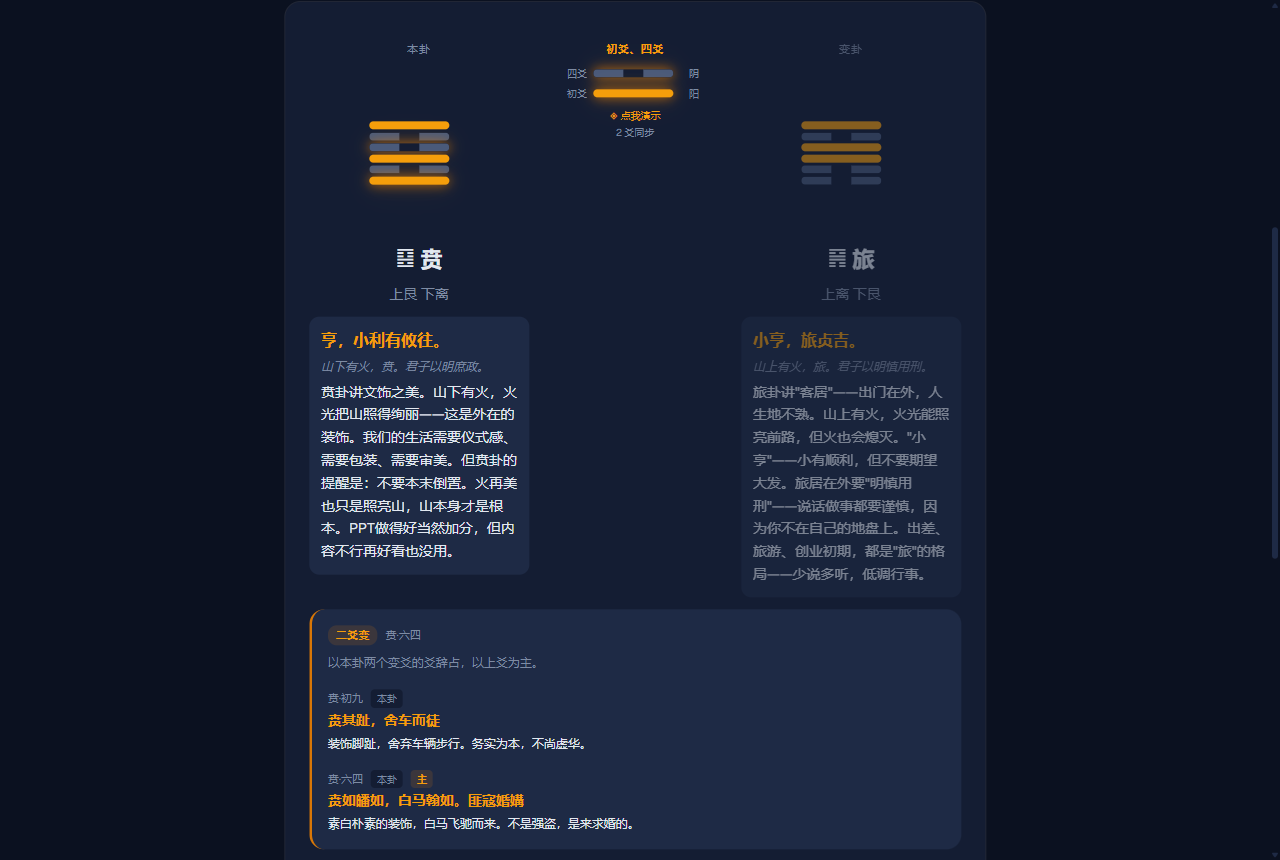 本卦
初爻、四爻
变卦
四爻 阴
初爻 阳
◈ 点我演示
2 爻同步
䷕ 贲
上艮 下离
亨，小利有攸往。
山下有火，贲。君子以明庶政。
贲卦讲文饰之美。山下有火，火
光把山照得绚丽——这是外在的
装饰。我们的生活需要仪式感、
需要包装、需要审美。但贲卦的
提醒是：不要本末倒置。火再美
也只是照亮山，山本身才是根
本。PPT做得好当然加分，但内
容不行再好看也没用。
䷷ 旅
上离 下艮
小亨，旅贞吉。
山上有火，旅。君子以明慎用刑。
旅卦讲"客居"——出门在外，人
生地不熟。山上有火，火光能照
亮前路，但火也会熄灭。"小
亨"——小有顺利，但不要期望
大发。旅居在外要"明慎用
刑"——说话做事都要谨慎，因
为你不在自己的地盘上。出差、
旅游、创业初期，都是"旅"的格
局——少说多听，低调行事。
二爻变 贲·六四
以本卦两个变爻的爻辞占，以上爻为主。
贲·初九 本卦
贲其趾，舍车而徒
装饰脚趾，舍弃车辆步行。务实为本，不尚虚华。
贲·六四 本卦 主
贲如皤如，白马翰如。匪寇婚媾
素白朴素的装饰，白马飞驰而来。不是强盗，是来求婚的。